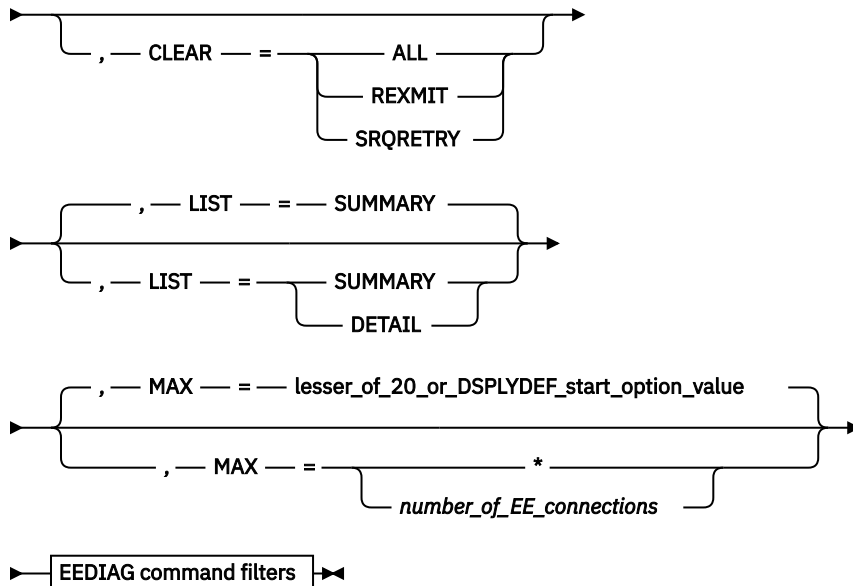 , CLEAR = ALL
REXMIT
SRQRETRY
, LIST = SUMMARY
, LIST = SUMMARY
DETAIL
, MAX = lesser_of_20_or_DSPLYDEF_start_option_value
, MAX = *
number_of_EE_connections
EEDIAG command filters